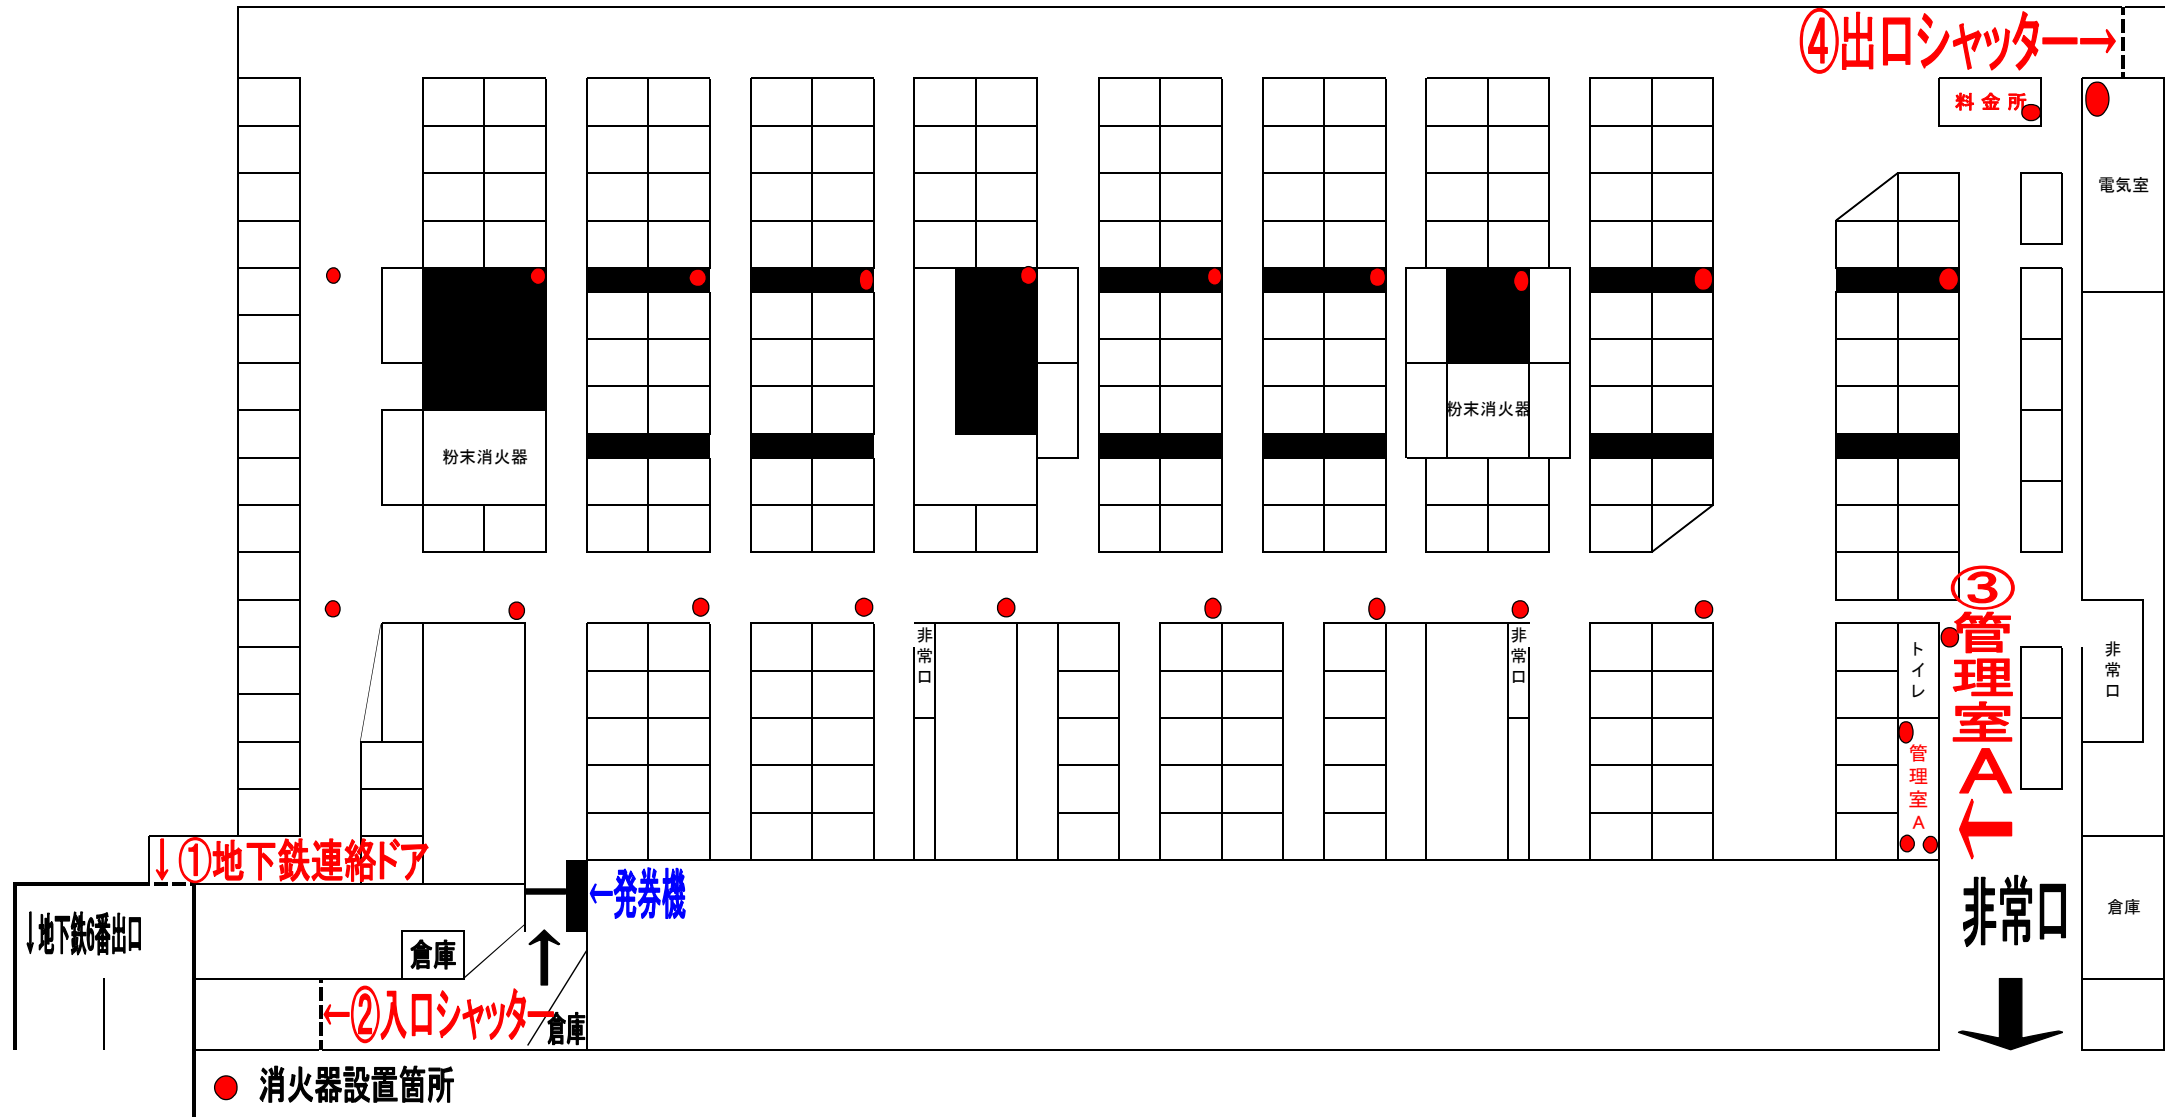 ④出口シャッター→
料金所
電気室
粉末消火器
粉末消火器
③管理室A
←
非常口
非常口
トイレ
非常口
管理室A
↓①地下鉄連絡ドア
←発券機
非常口
倉庫
↓地下鉄6番出口
倉庫
←②入口シャッター
倉庫
消火器設置箇所